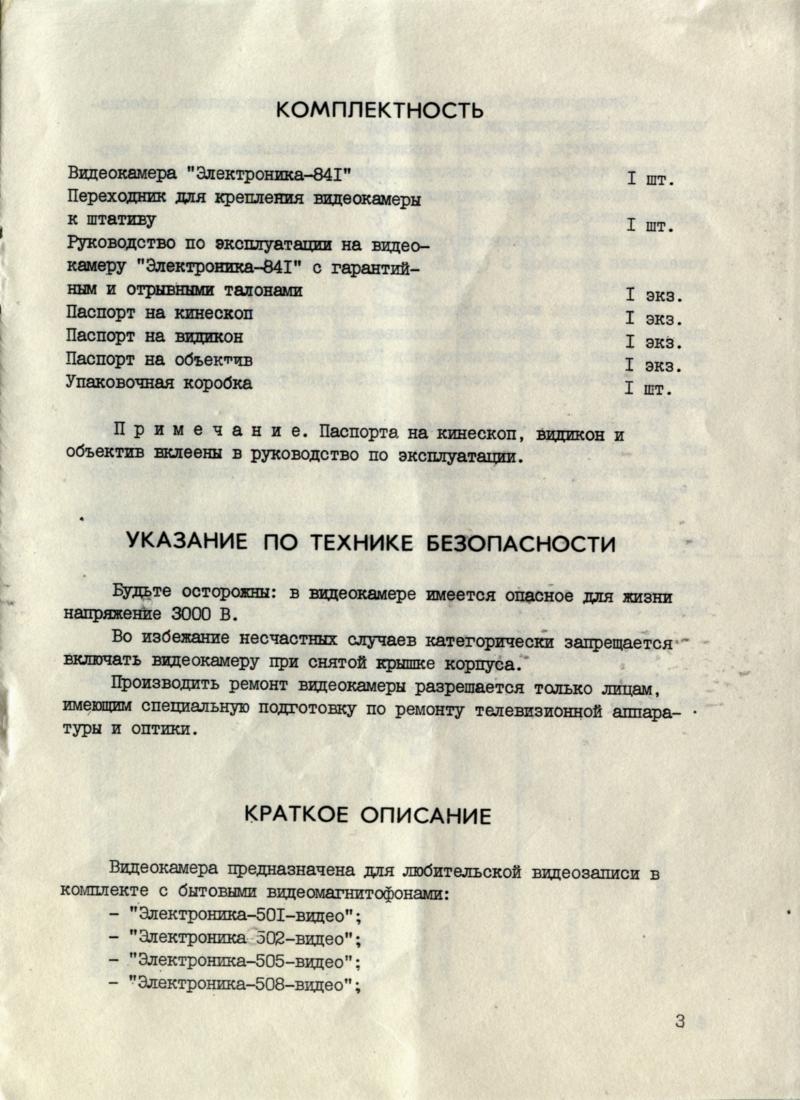 КОМПЛЕКТНОСТЬ
Видеокамера "Электроника-84I" I шт.
Переходник для крепления видеокамеры
к штативу I шт.
Руководство по эксплуатации на видео-
камеру "Электроника-84I" с гарантий-
ным и отрывными талонами I экз.
Паспорт на кинескоп I экз.
Паспорт на видикон I экз.
Паспорт на объектив I экз.
Упаковочная коробка I шт.
П р и м е ч а н и е. Паспорта на кинескоп, видикон и
объектив вклеены в руководство по эксплуатации.
УКАЗАНИЕ ПО ТЕХНИКЕ БЕЗОПАСНОСТИ
Будьте осторожны: в видеокамере имеется опасное для жизни
напряжение 3000 В.
Во избежание несчастных случаев категорически запрещается
включать видеокамеру при снятой крышке корпуса.
Производить ремонт видеокамеры разрешается только лицам,
имеющим специальную подготовку по ремонту телевизионной аппара-
туры и оптики.
КРАТКОЕ ОПИСАНИЕ
Видеокамера предназначена для любительской видеозаписи в
комплекте с бытовыми видеомагнитофонами:
- "Электроника-50I-видео";
- "Электроника 502-видео";
- "Электроника-505-видео";
- "Электроника-508-видео";
3